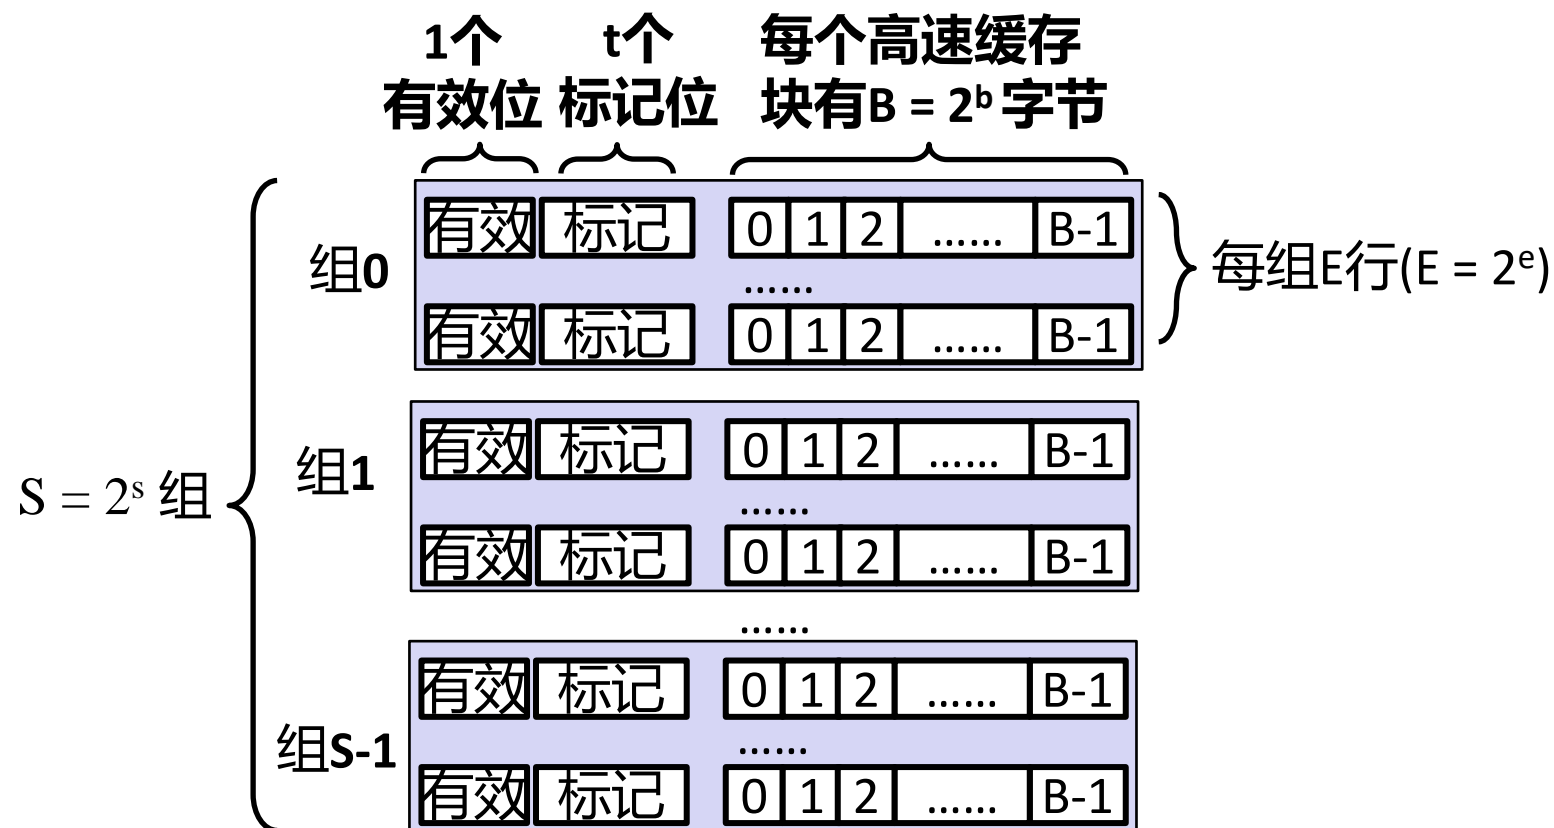 1个
有效位
t个
标记位
每个高速缓存
块有B = 2ᵇ 字节
组0
有效 标记 0 1 2 …… B-1
……
有效 标记 0 1 2 …… B-1
每组E行(E = 2ᵉ)
组1
有效 标记 0 1 2 …… B-1
……
有效 标记 0 1 2 …… B-1
S = 2ˢ 组
……
组S-1
有效 标记 0 1 2 …… B-1
……
有效 标记 0 1 2 …… B-1